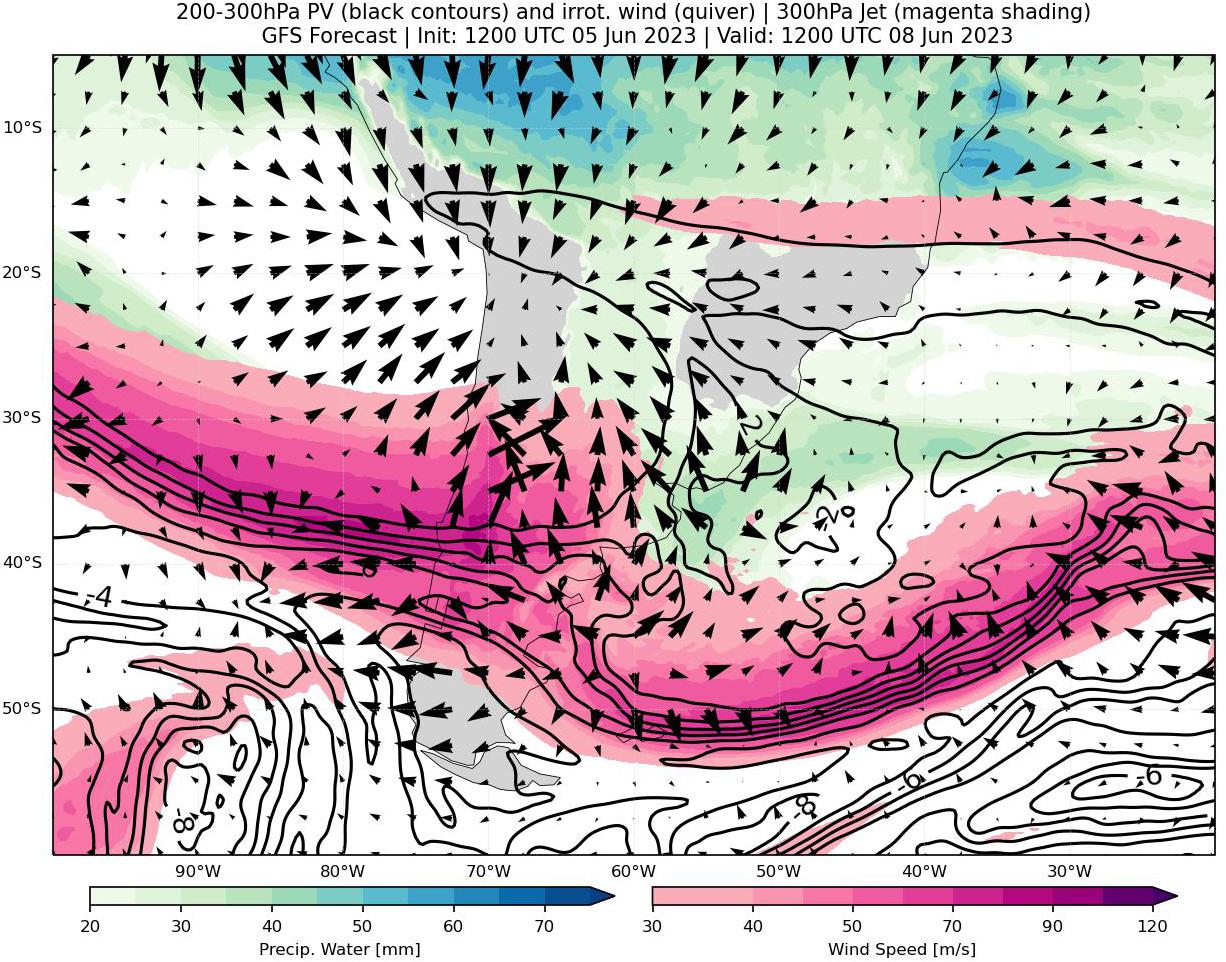 200-300hPa PV (black contours) and irrot. wind (quiver) | 300hPa Jet (magenta shading)
GFS Forecast | Init: 1200 UTC 05 Jun 2023 | Valid: 1200 UTC 08 Jun 2023
10°S
20°S
30°S
-2
-2
40°S
-4
50°S
-6
-6
-8
-8
90°W 80°W 70°W 60°W 50°W 40°W 30°W
20 30 40 50 60 70
30 40 50 70 90 120
Precip. Water [mm] Wind Speed [m/s]